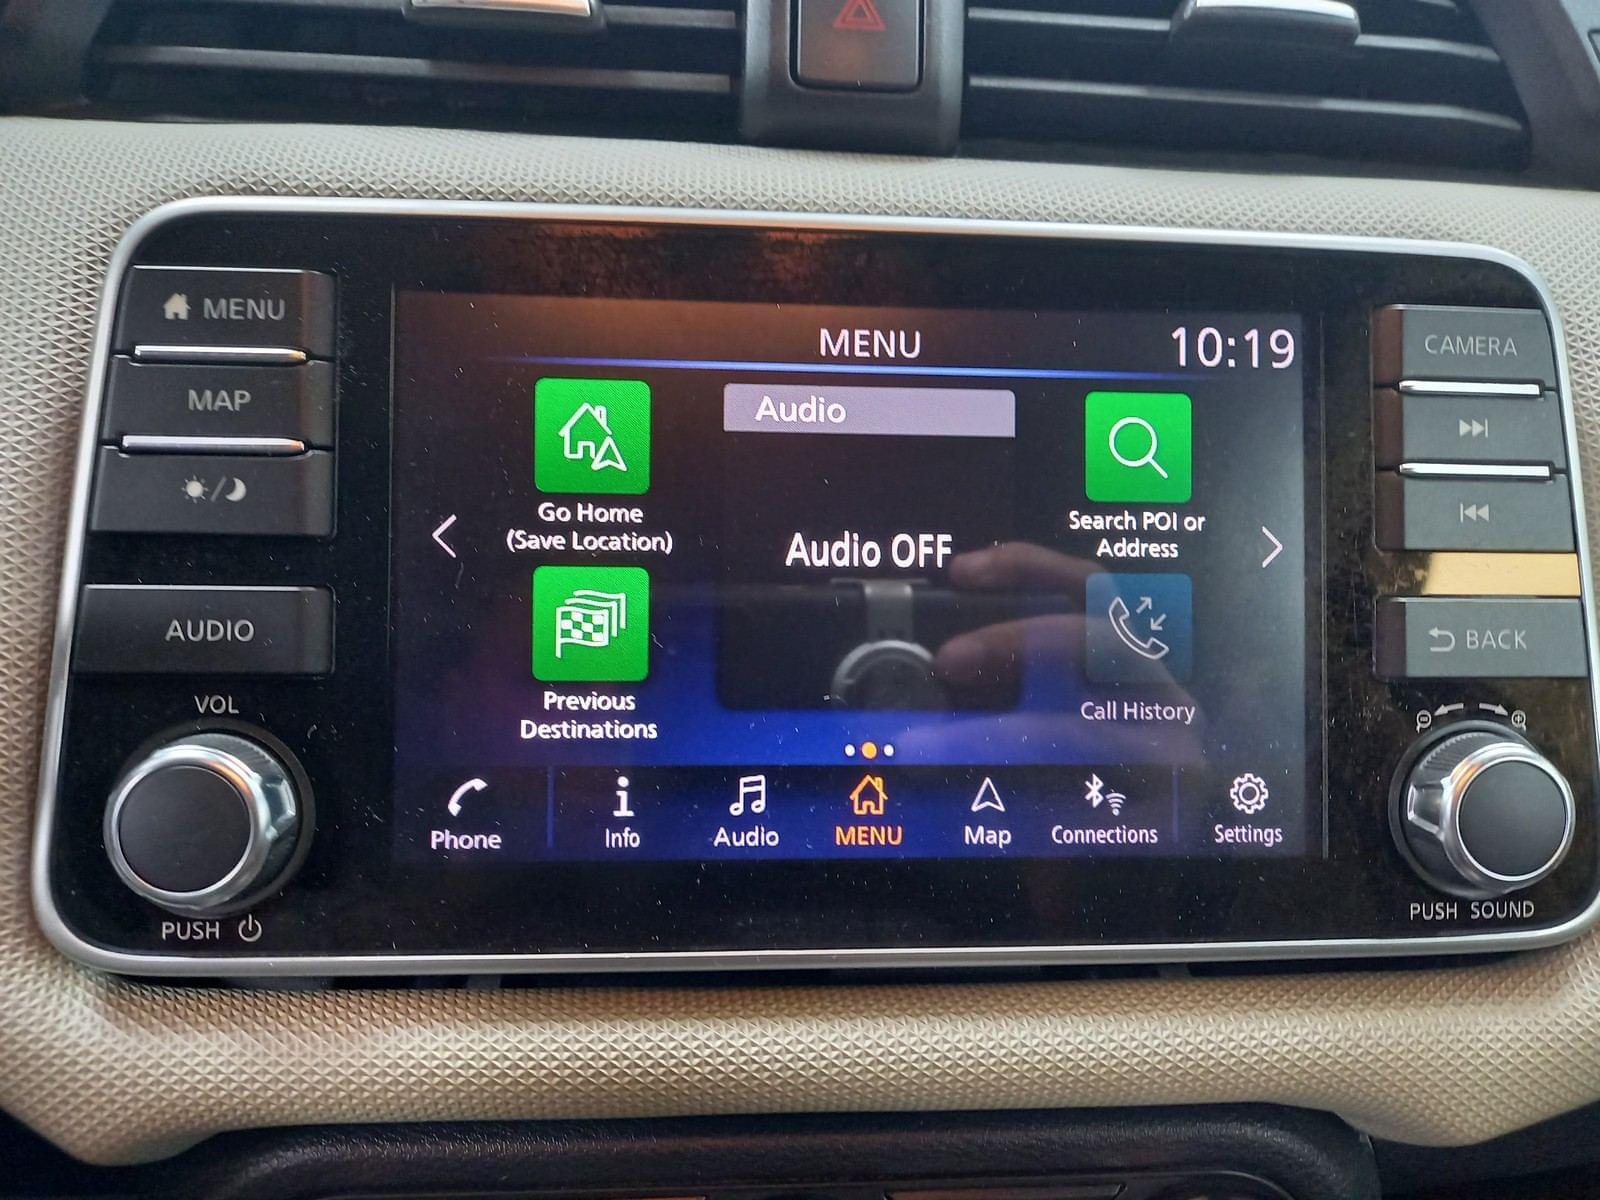 MENU
MAP
AUDIO
VOL
PUSH
MENU
10:19
Audio
Audio OFF
Go Home
(Save Location)
Previous
Destinations
Search POI or
Address
Call History
Phone
Info
Audio
MENU
Map
Connections
Settings
CAMERA
BACK
PUSH SOUND